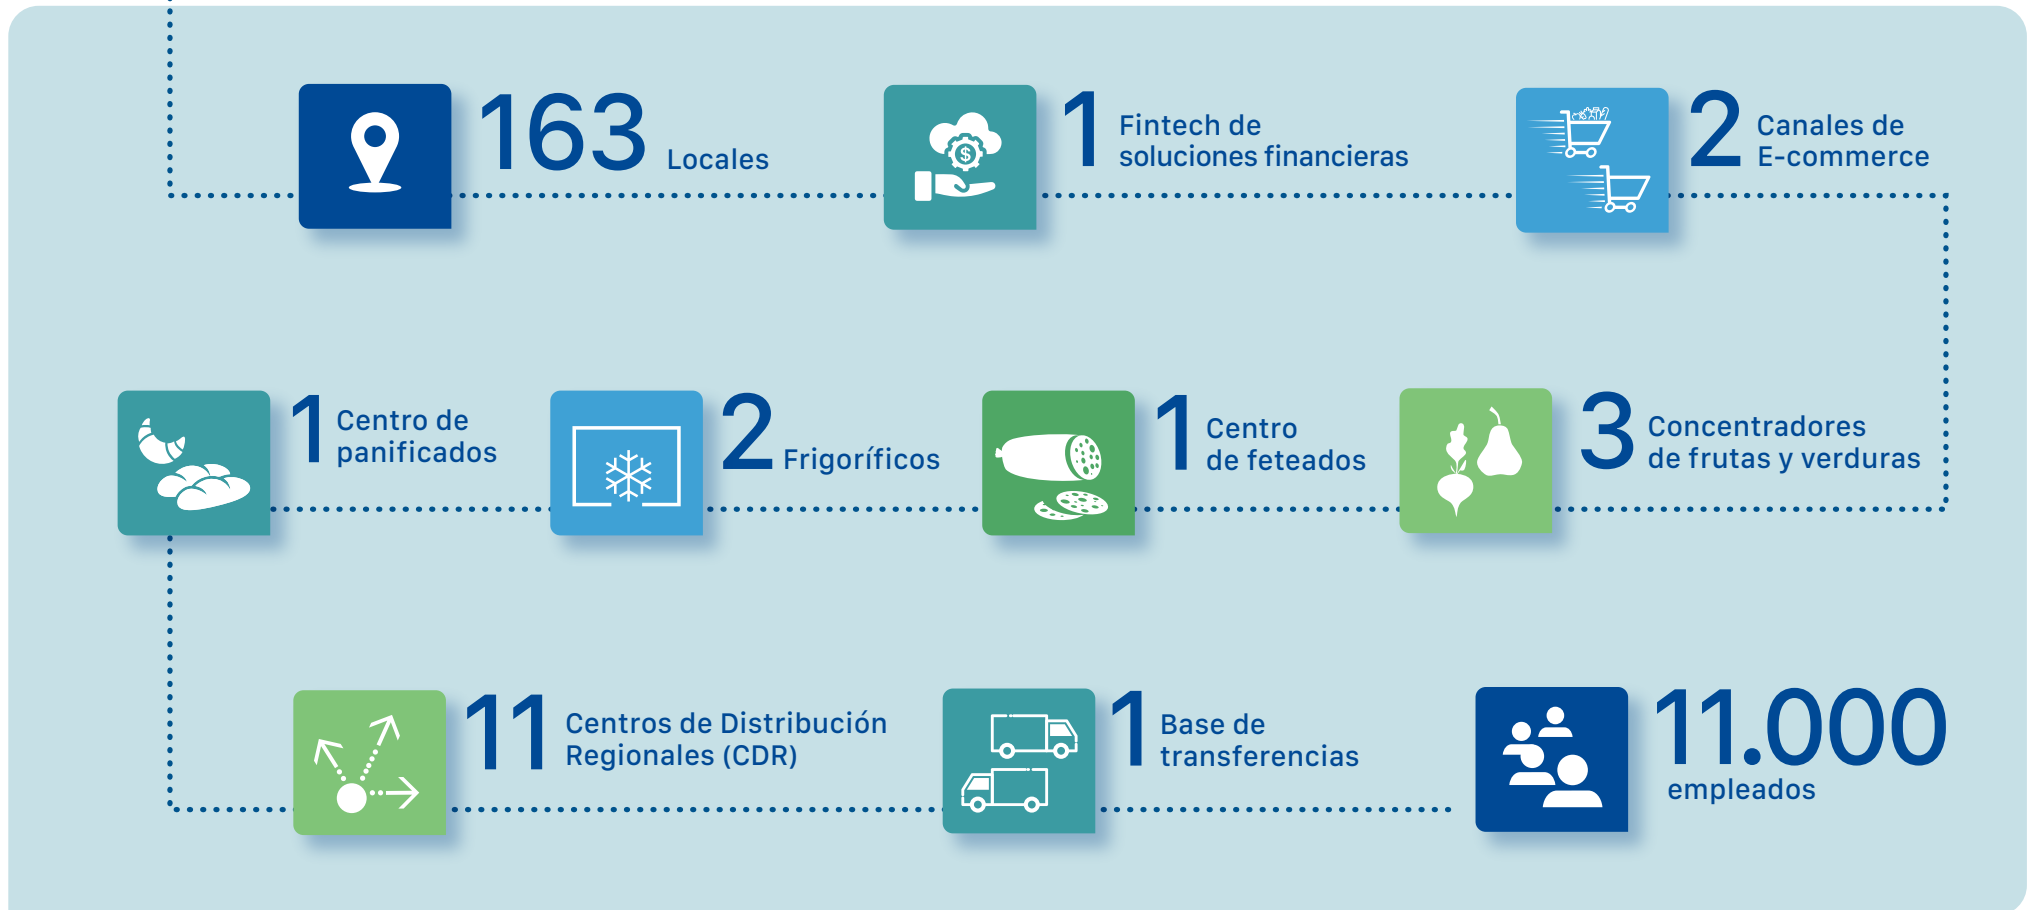 163 Locales
1 Fintech de
soluciones financieras
2 Canales de
E-commerce
1 Centro de
panificados
2 Frigoríficos
1 Centro
de feteados
3 Concentradores
de frutas y verduras
11 Centros de Distribución
Regionales (CDR)
1 Base de
transferencias
11.000
empleados
$